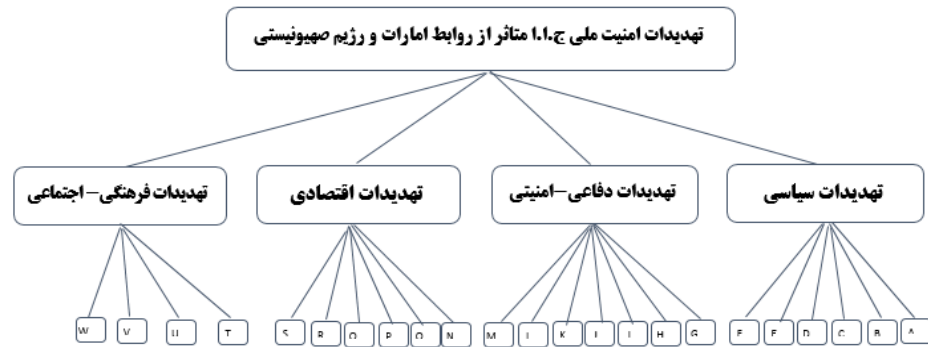 تهدیدات امنیت ملی ج.ا.ا متاثر از روابط امارات و رژیم صهیونیستی
تهدیدات سیاسی
تهدیدات دفاعی-امنیتی
تهدیدات اقتصادی
تهدیدات فرهنگی- اجتماعی
A
B
C
D
G
H
K
M
N
P
R
S
T
U
V
W